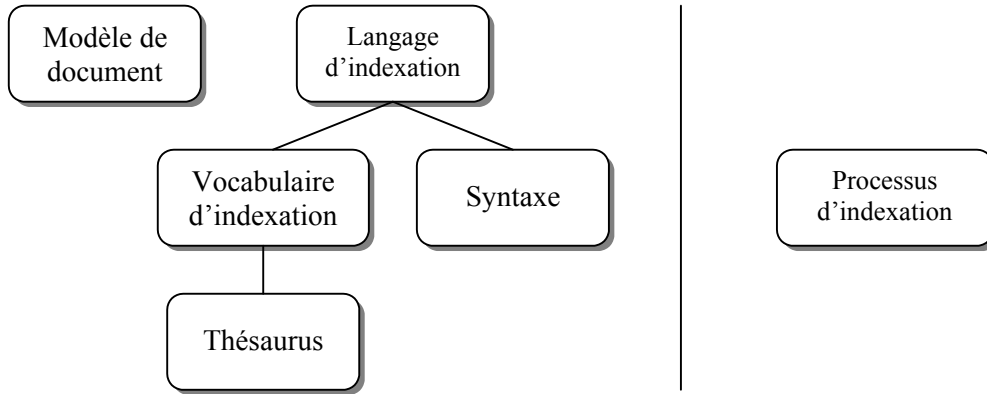 Modèle de
document
Langage
d’indexation
Vocabulaire
d’indexation
Syntaxe
Processus
d’indexation
Thésaurus